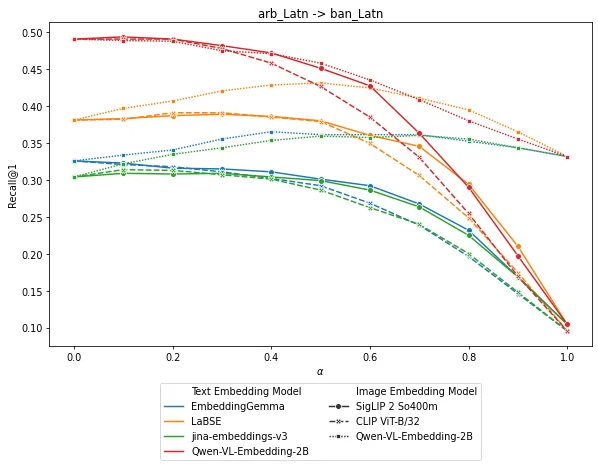 arb_Latn -> ban_Latn
Recall@1
0.50
0.45
0.40
0.35
0.30
0.25
0.20
0.15
0.10
0.0 0.2 0.4 0.6 0.8 1.0
α
Text Embedding Model
EmbeddingGemma
LaBSE
jina-embeddings-v3
Qwen-VL-Embedding-2B
Image Embedding Model
SigLIP 2 So400m
CLIP ViT-B/32
Qwen-VL-Embedding-2B